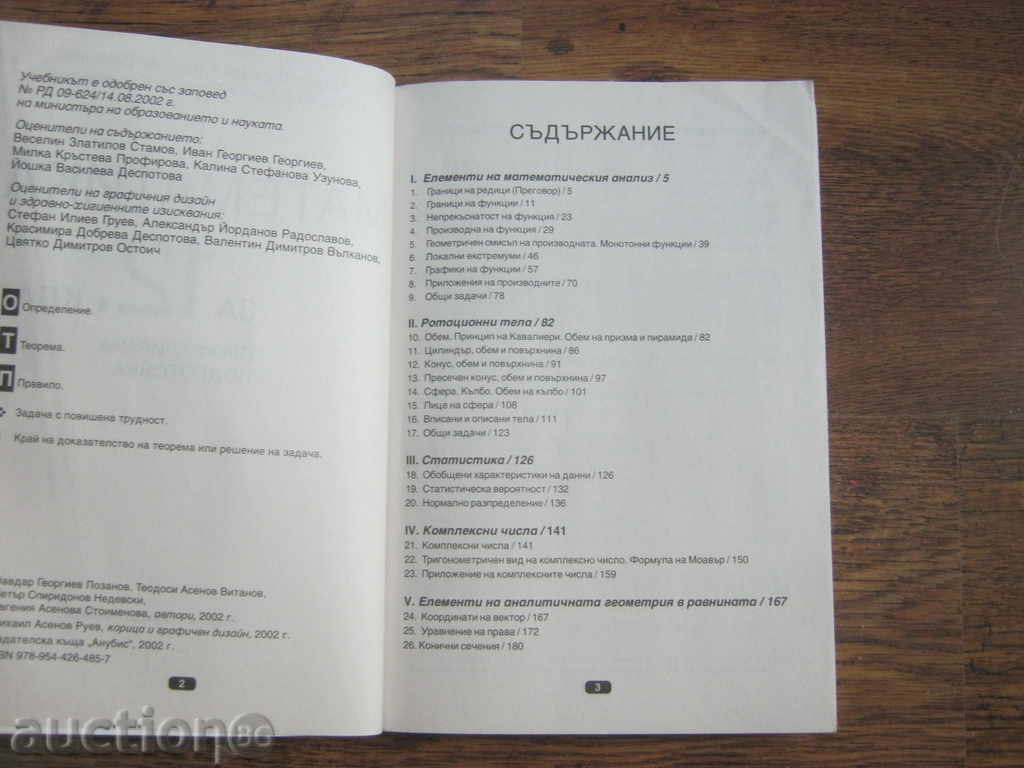 Учебникът е одобрен със заповед
№ РД 09-624/14.08.2002 г.
на министъра на образованието и науката.
Оценители на съдържанието:
Веселин Златилов Стамов, Иван Георгиев Георгиев,
Милка Кръстева Профирова, Калина Стефанова Узунова,
Йошка Василева Деспотова
Оценители на графичния дизайн
и здравно-хигиенните изисквания:
Стефан Илиев Груев, Александър Йорданов Радославов,
Красимира Добрева Деспотова, Валентин Димитров Вълканов,
Цвятко Димитров Остоич
О Определение.
Т Теорема.
П Правило.
Задача с повишена трудност.
Край на доказателство на теорема или решение на задача.
Георгиев Лозанов, Теодоси Асенов Витанов,
Спиридонов Недевски,
Асенова Стоименова, автори, 2002 г.
Асенов Руев, корица и графичен дизайн, 2002 г.
къща „Анубис", 2002 г.
978-954-426-485-7
2
СЪДЪРЖАНИЕ
I. Елементи на математическия анализ / 5
1. Граници на редици (Преговор) / 5
2. Граници на функции / 11
3. Непрекъснатост на функция / 23
4. Производна на функция / 29
5. Геометричен смисъл на производната. Монотонни функции / 39
6. Локални екстремуми / 46
7. Графики на функции / 57
8. Приложения на производните / 70
9. Общи задачи / 78
II. Ротационни тела / 82
10. Обем. Принцип на Кавалиери. Обем на призма и пирамида / 82
11. Цилиндър, обем и повърхнина / 86
12. Конус, обем и повърхнина / 91
13. Пресечен конус, обем и повърхнина / 97
14. Сфера. Кълбо. Обем на кълбо / 101
15. Лице на сфера / 108
16. Вписани и описани тела / 111
17. Общи задачи / 123
III. Статистика / 126
18. Обобщени характеристики на данни / 126
19. Статистическа вероятност / 132
20. Нормално разпределение / 136
IV. Комплексни числа / 141
21. Комплексни числа / 141
22. Тригонометричен вид на комплексно число. Формула на Моавър / 150
23. Приложение на комплексните числа / 159
V. Елементи на аналитичната геометрия в равнината / 167
24. Координати на вектор / 167
25. Уравнение на права / 172
26. Конични сечения / 180
3
auction.BG